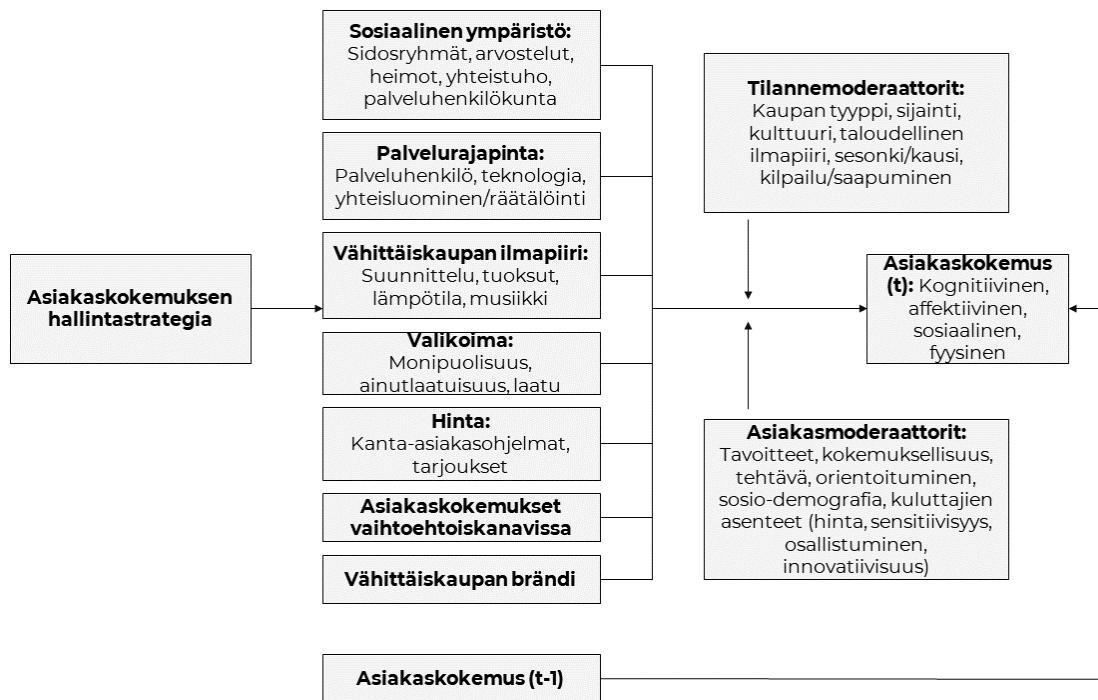 Asiakaskokemuksen
hallintastrategia
Sosiaalinen ympäristö:
Sidosryhmät, arvostelut,
heimot, yhteistuho,
palveluhenkilökunta
Palvelurajapinta:
Palveluhenkilö, teknologia,
yhteisluominen/räätälöinti
Vähittäiskaupan ilmapiiri:
Suunnittelu, tuoksut,
lämpötila, musiikki
Valikoima:
Monipuolisuus,
ainutlaatuisuus, laatu
Hinta:
Kanta-asiakasohjelmat,
tarjoukset
Asiakaskokemukset
vaihtoehtoiskanavissa
Vähittäiskaupan brändi
Asiakaskokemus (t-1)
Tilannemoderaattorit:
Kaupan tyyppi, sijainti,
kulttuuri, taloudellinen
ilmapiiri, sesonki/kausi,
kilpailu/saapuminen
Asiakasmoderaattorit:
Tavoitteet, kokemuksellisuus,
tehtävä, orientoituminen,
sosio-demografia, kuluttajien
asenteet (hinta, sensitiivisyys,
osallistuminen,
innovatiivisuus)
Asiakaskokemus
(t): Kognitiivinen,
affektiivinen,
sosiaalinen,
fyysinen